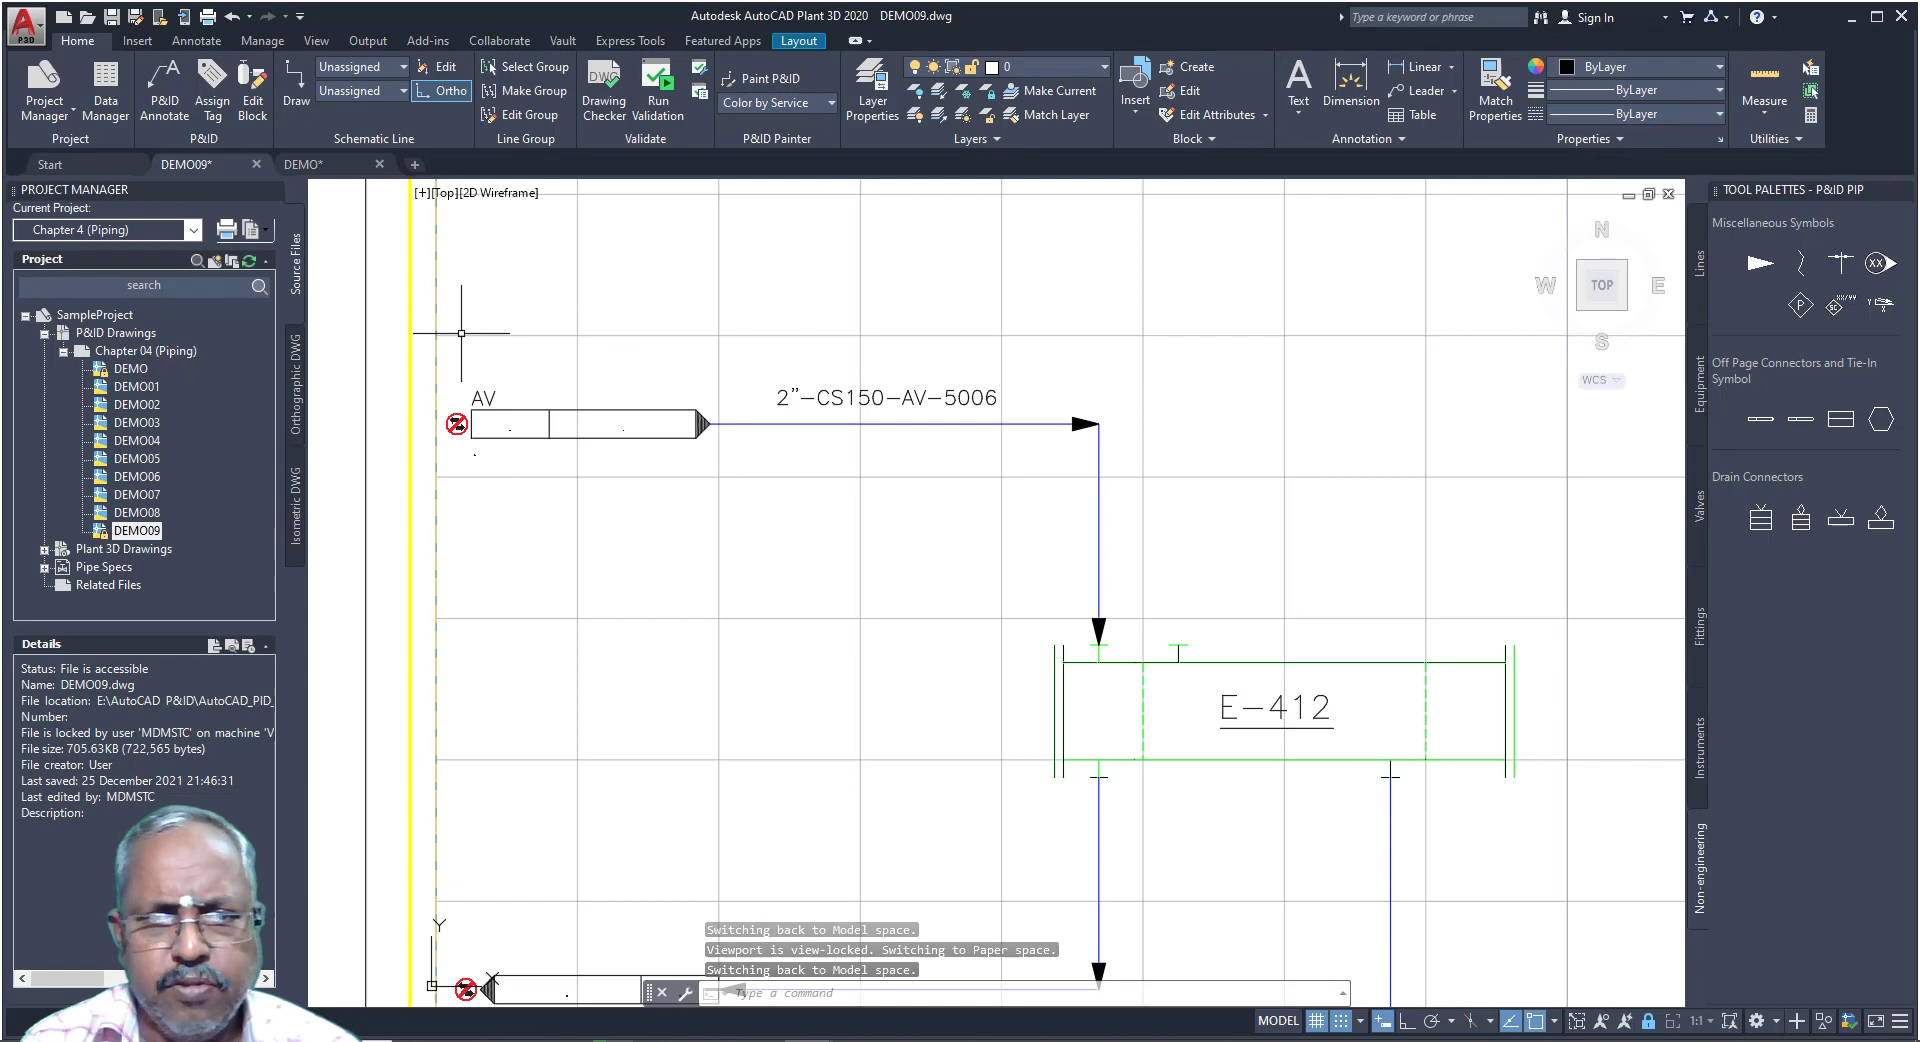 P3D
Autodesk AutoCAD Plant 3D 2020 DEMO09.dwg
Type a keyword or phrase
Sign In
Home Insert Annotate Manage View Output Add-ins Collaborate Vault Express Tools Featured Apps Layout
Project Manager
Data Manager
Project
P&ID Annotate
Assign Tag
Edit Block
P&ID
Draw
Unassigned
Unassigned
Edit
Ortho
Schematic Line
Select Group
Make Group
Edit Group
Line Group
DWG
Drawing Checker
Run Validation
Validate
Paint P&ID
Color by Service
P&ID Painter
Layer Properties
0
Make Current
Match Layer
Layers
Insert
Create
Edit
Edit Attributes
Block
Text
Dimension
Linear
Leader
Table
Annotation
Match Properties
ByLayer
ByLayer
ByLayer
Properties
Measure
Utilities
Start
DEMO09*
DEMO*
PROJECT MANAGER
Current Project:
Chapter 4 (Piping)
Project
search
SampleProject
P&ID Drawings
Chapter 04 (Piping)
DEMO
DEMO01
DEMO02
DEMO03
DEMO04
DEMO05
DEMO06
DEMO07
DEMO08
DEMO09
Plant 3D Drawings
Pipe Specs
Related Files
Source Files
Orthographic DWG
Isometric DWG
Details
Status: File is accessible
Name: DEMO09.dwg
File location: E:\AutoCAD P&ID\AutoCAD_PID_
Number:
File is locked by user 'MDMSTC' on machine 'V
File size: 705.63KB (722,565 bytes)
File creator: User
Last saved: 25 December 2021 21:46:31
Last edited by: MDMSTC
Description:
[+][Top][2D Wireframe]
AV
2"-CS150-AV-5006
E-412
Y
X
N
W
TOP
E
S
WCS
Switching back to Model space.
Viewport is view-locked. Switching to Paper space.
Switching back to Model space.
Type a command
TOOL PALETTES - P&ID PIP
Miscellaneous Symbols
XX
P
Off Page Connectors and Tie-In
Symbol
Drain Connectors
Lines
Equipment
Valves
Fittings
Instruments
Non-engineering
MODEL
1:1